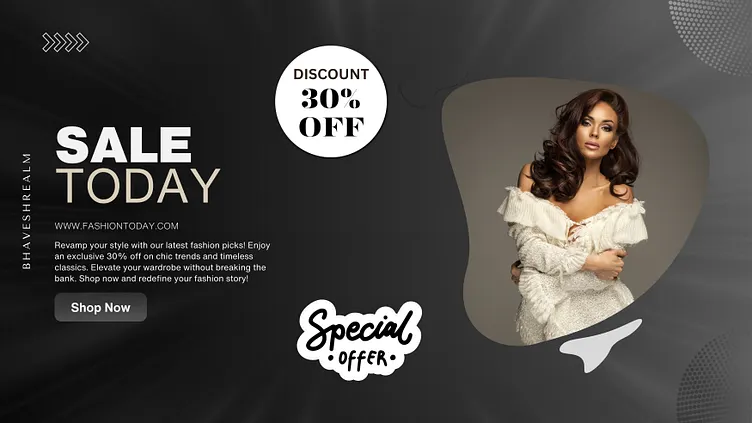 DISCOUNT
30%
OFF
SALE
TODAY
BHAVESHREALM
WWW.FASHIONTODAY.COM
Revamp your style with our latest fashion picks! Enjoy
an exclusive 30% off on chic trends and timeless
classics. Elevate your wardrobe without breaking the
bank. Shop now and redefine your fashion story!
Shop Now
Special
OFFER